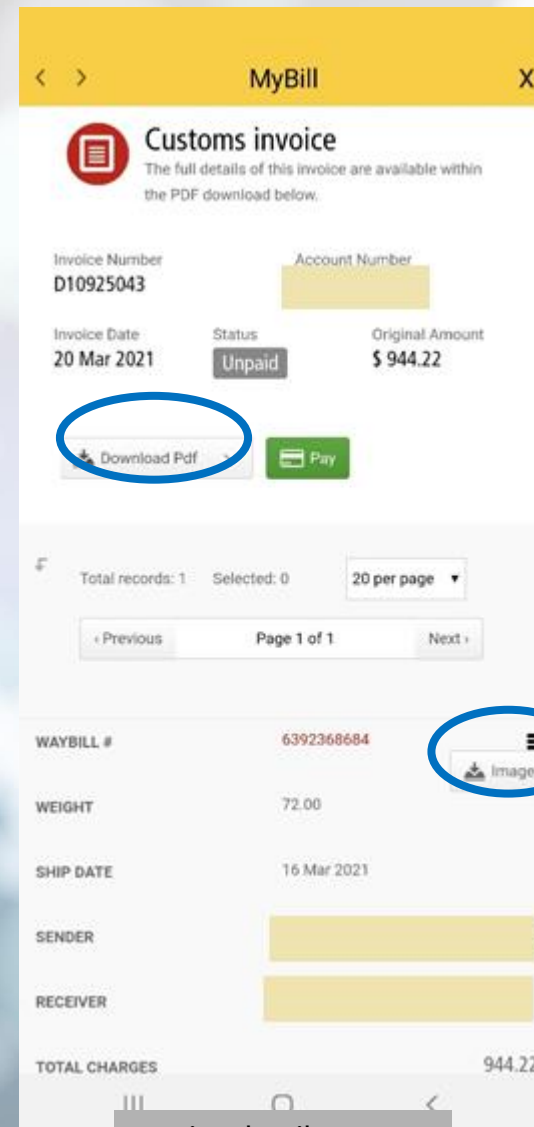 < > MyBill X
Customs invoice
The full details of this invoice are available within
the PDF download below.
Invoice Number Account Number
D10925043
Invoice Date Status Original Amount
20 Mar 2021 Unpaid $ 944.22
Download Pdf Pay
Total records: 1 Selected: 0 20 per page ▼
‹ Previous Page 1 of 1 Next ›
WAYBILL # 6392368684
Image
WEIGHT 72.00
SHIP DATE 16 Mar 2021
SENDER
RECEIVER
TOTAL CHARGES 944.22